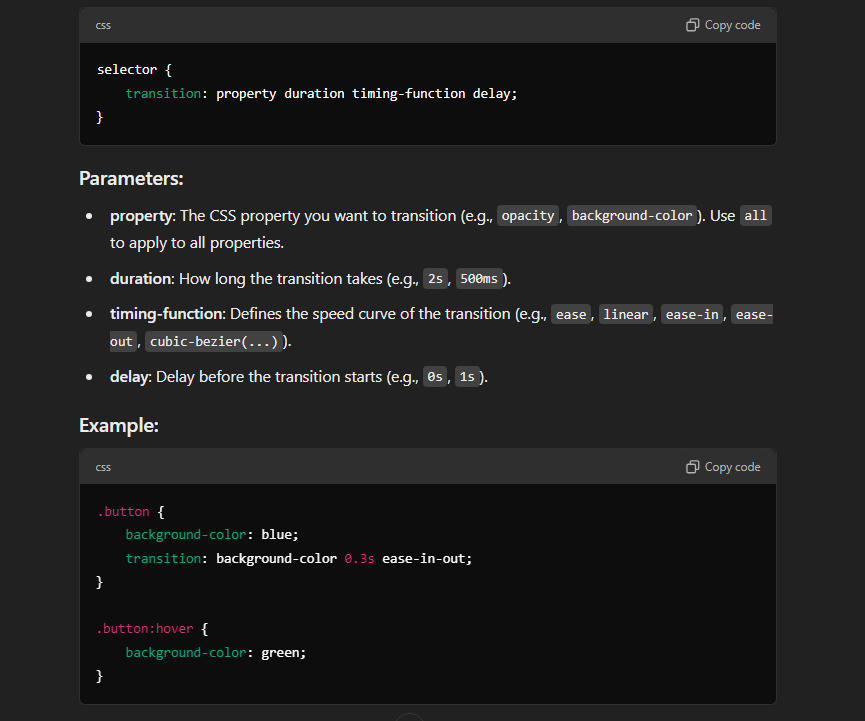 css
Copy code
selector {
    transition: property duration timing-function delay;
}
Parameters:
• property: The CSS property you want to transition (e.g., opacity, background-color). Use all
to apply to all properties.
• duration: How long the transition takes (e.g., 2s, 500ms).
• timing-function: Defines the speed curve of the transition (e.g., ease, linear, ease-in, ease-
out, cubic-bezier(...)).
• delay: Delay before the transition starts (e.g., 0s, 1s).
Example:
css
Copy code
.button {
    background-color: blue;
    transition: background-color 0.3s ease-in-out;
}
.button:hover {
    background-color: green;
}